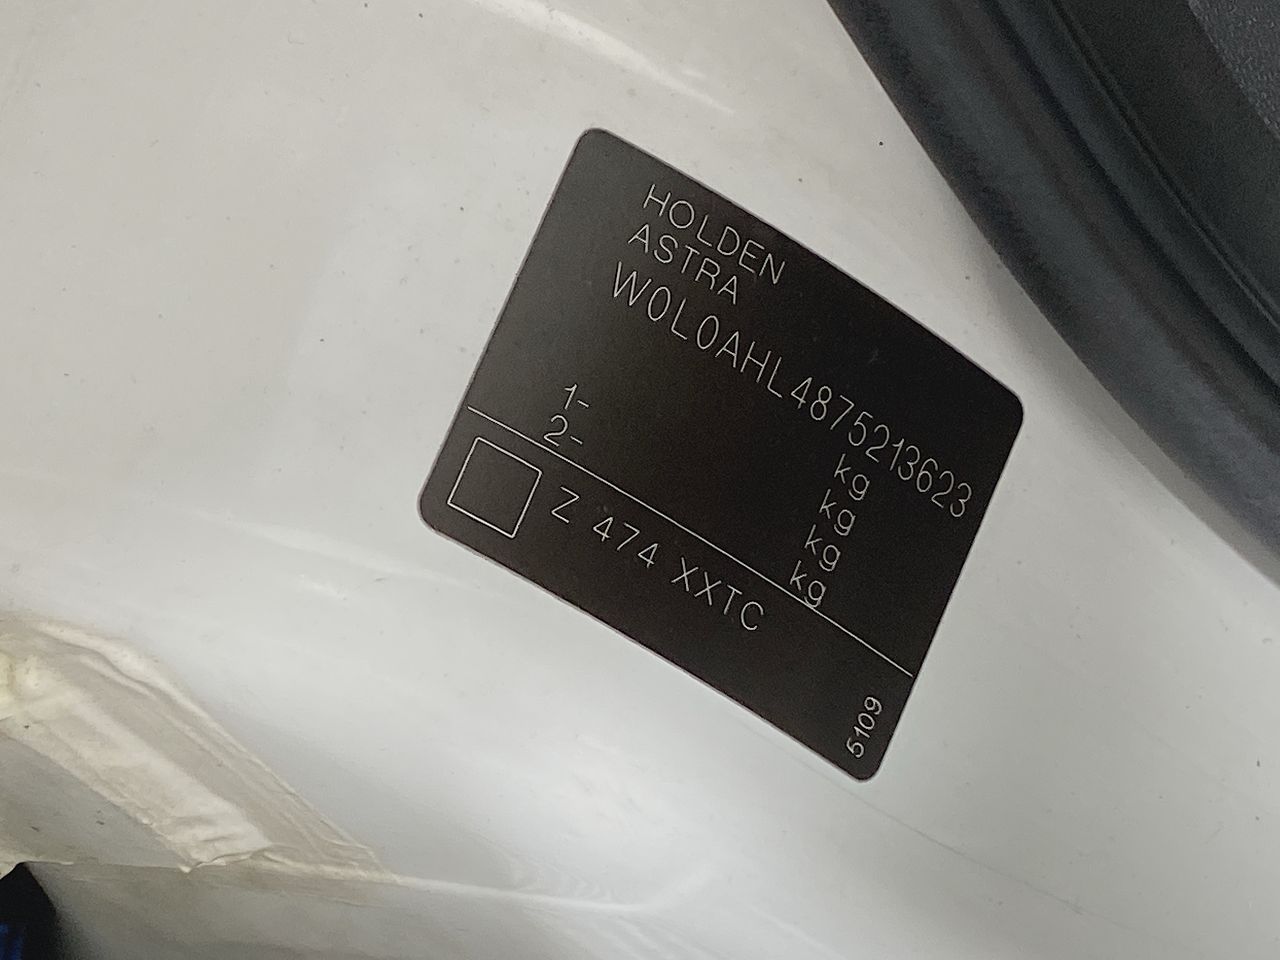 HOLDEN
ASTRA
W0L0AHL4875213623
kg
kg
1- kg
2- kg
Z 474 XXTC
5109